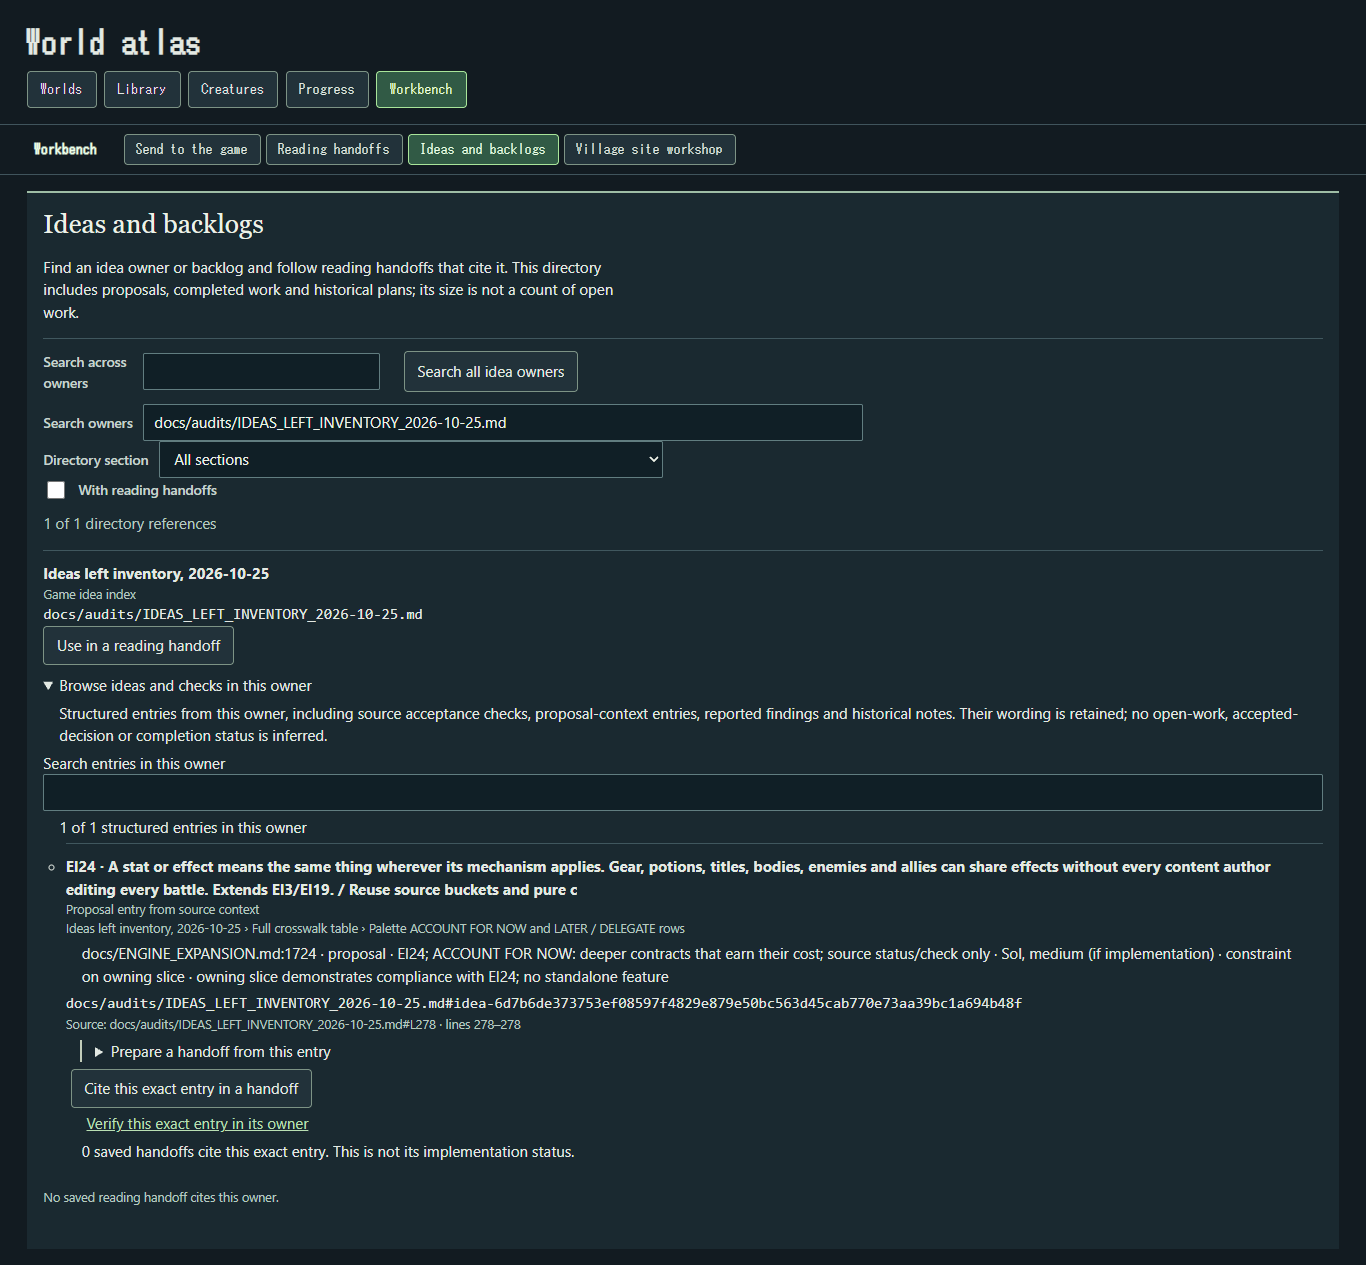 World atlas
Worlds
Library
Creatures
Progress
Workbench
Workbench
Send to the game
Reading handoffs
Ideas and backlogs
Village site workshop
Ideas and backlogs
Find an idea owner or backlog and follow reading handoffs that cite it. This directory
includes proposals, completed work and historical plans; its size is not a count of open
work.
Search across
owners
Search all idea owners
Search owners
docs/audits/IDEAS_LEFT_INVENTORY_2026-10-25.md
Directory section
All sections
With reading handoffs
1 of 1 directory references
Ideas left inventory, 2026-10-25
Game idea index
docs/audits/IDEAS_LEFT_INVENTORY_2026-10-25.md
Use in a reading handoff
▼ Browse ideas and checks in this owner
Structured entries from this owner, including source acceptance checks, proposal-context entries, reported findings and historical notes. Their wording is retained; no open-work, accepted-
decision or completion status is inferred.
Search entries in this owner
1 of 1 structured entries in this owner
EI24 · A stat or effect means the same thing wherever its mechanism applies. Gear, potions, titles, bodies, enemies and allies can share effects without every content author
editing every battle. Extends EI3/EI19. / Reuse source buckets and pure c
Proposal entry from source context
Ideas left inventory, 2026-10-25 › Full crosswalk table › Palette ACCOUNT FOR NOW and LATER / DELEGATE rows
docs/ENGINE_EXPANSION.md:1724 · proposal · EI24; ACCOUNT FOR NOW: deeper contracts that earn their cost; source status/check only · Sol, medium (if implementation) · constraint
on owning slice · owning slice demonstrates compliance with EI24; no standalone feature
docs/audits/IDEAS_LEFT_INVENTORY_2026-10-25.md#idea-6d7b6de373753ef08597f4829e879e50bc563d45cab770e73aa39bc1a694b48f
Source: docs/audits/IDEAS_LEFT_INVENTORY_2026-10-25.md#L278 · lines 278–278
▶ Prepare a handoff from this entry
Cite this exact entry in a handoff
Verify this exact entry in its owner
0 saved handoffs cite this exact entry. This is not its implementation status.
No saved reading handoff cites this owner.